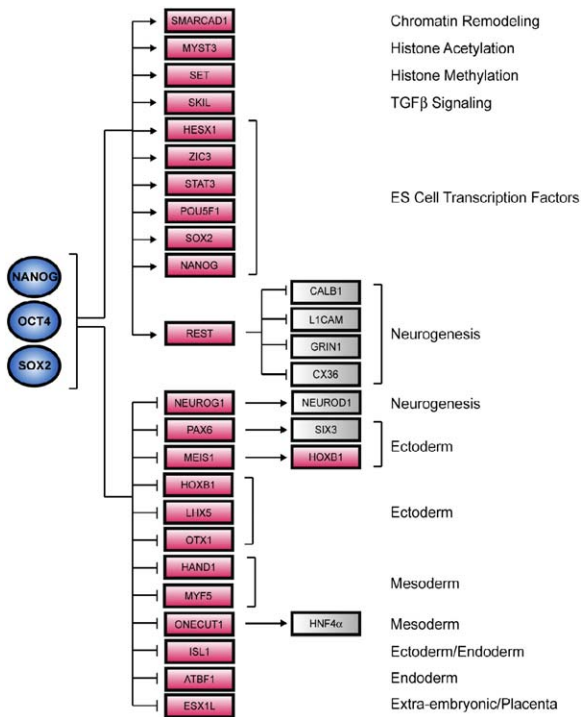 SMARCAD1 Chromatin Remodeling
MYST3 Histone Acetylation
SET Histone Methylation
SKIL TGFβ Signaling
HESX1
ZIC3
STAT3
POU5F1
SOX2
NANOG
ES Cell Transcription Factors
NANOG
OCT4
SOX2
REST
CALB1
L1CAM
GRIN1
CX36
Neurogenesis
NEUROG1 NEUROD1 Neurogenesis
PAX6 SIX3
MEIS1 HOXB1
Ectoderm
HOXB1
LHX5
OTX1
Ectoderm
HAND1
MYF5
Mesoderm
ONECUT1 HNF4α Mesoderm
ISL1 Ectoderm/Endoderm
ATBF1 Endoderm
ESX1L Extra-embryonic/Placenta